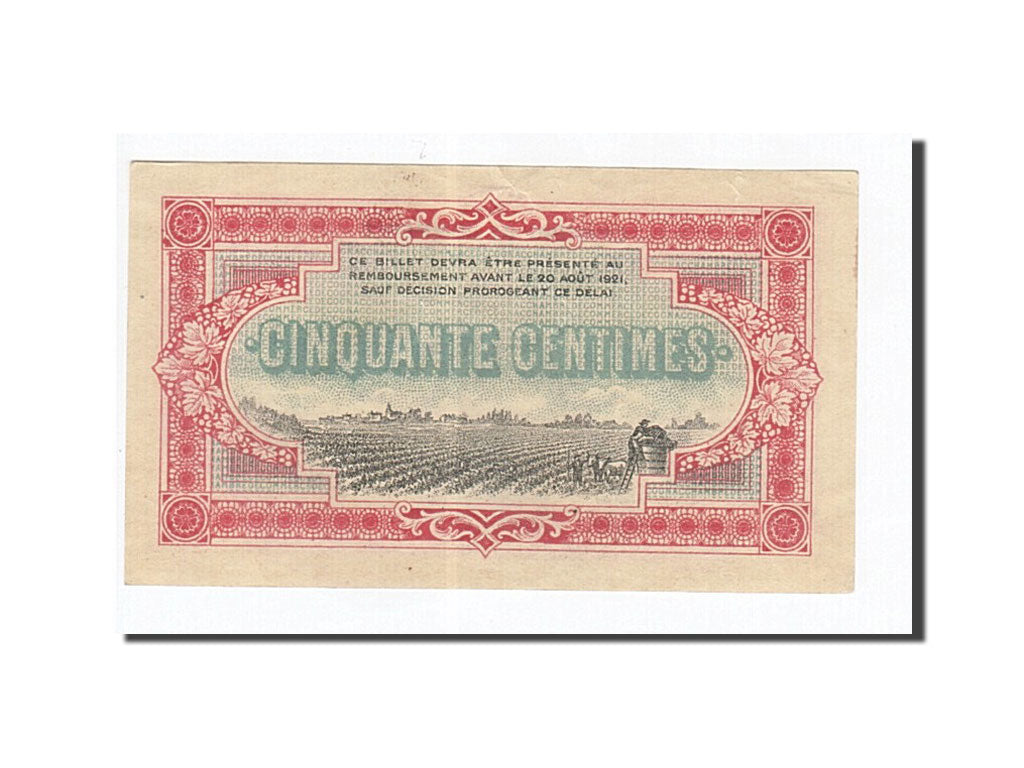 CE BILLET DEVRA ÊTRE PRÉSENTÉ AU
REMBOURSEMENT AVANT LE 20 AOÛT 1921,
SAUF DÉCISION PROROGEANT CE DÉLAI
CINQUANTE CENTIMES